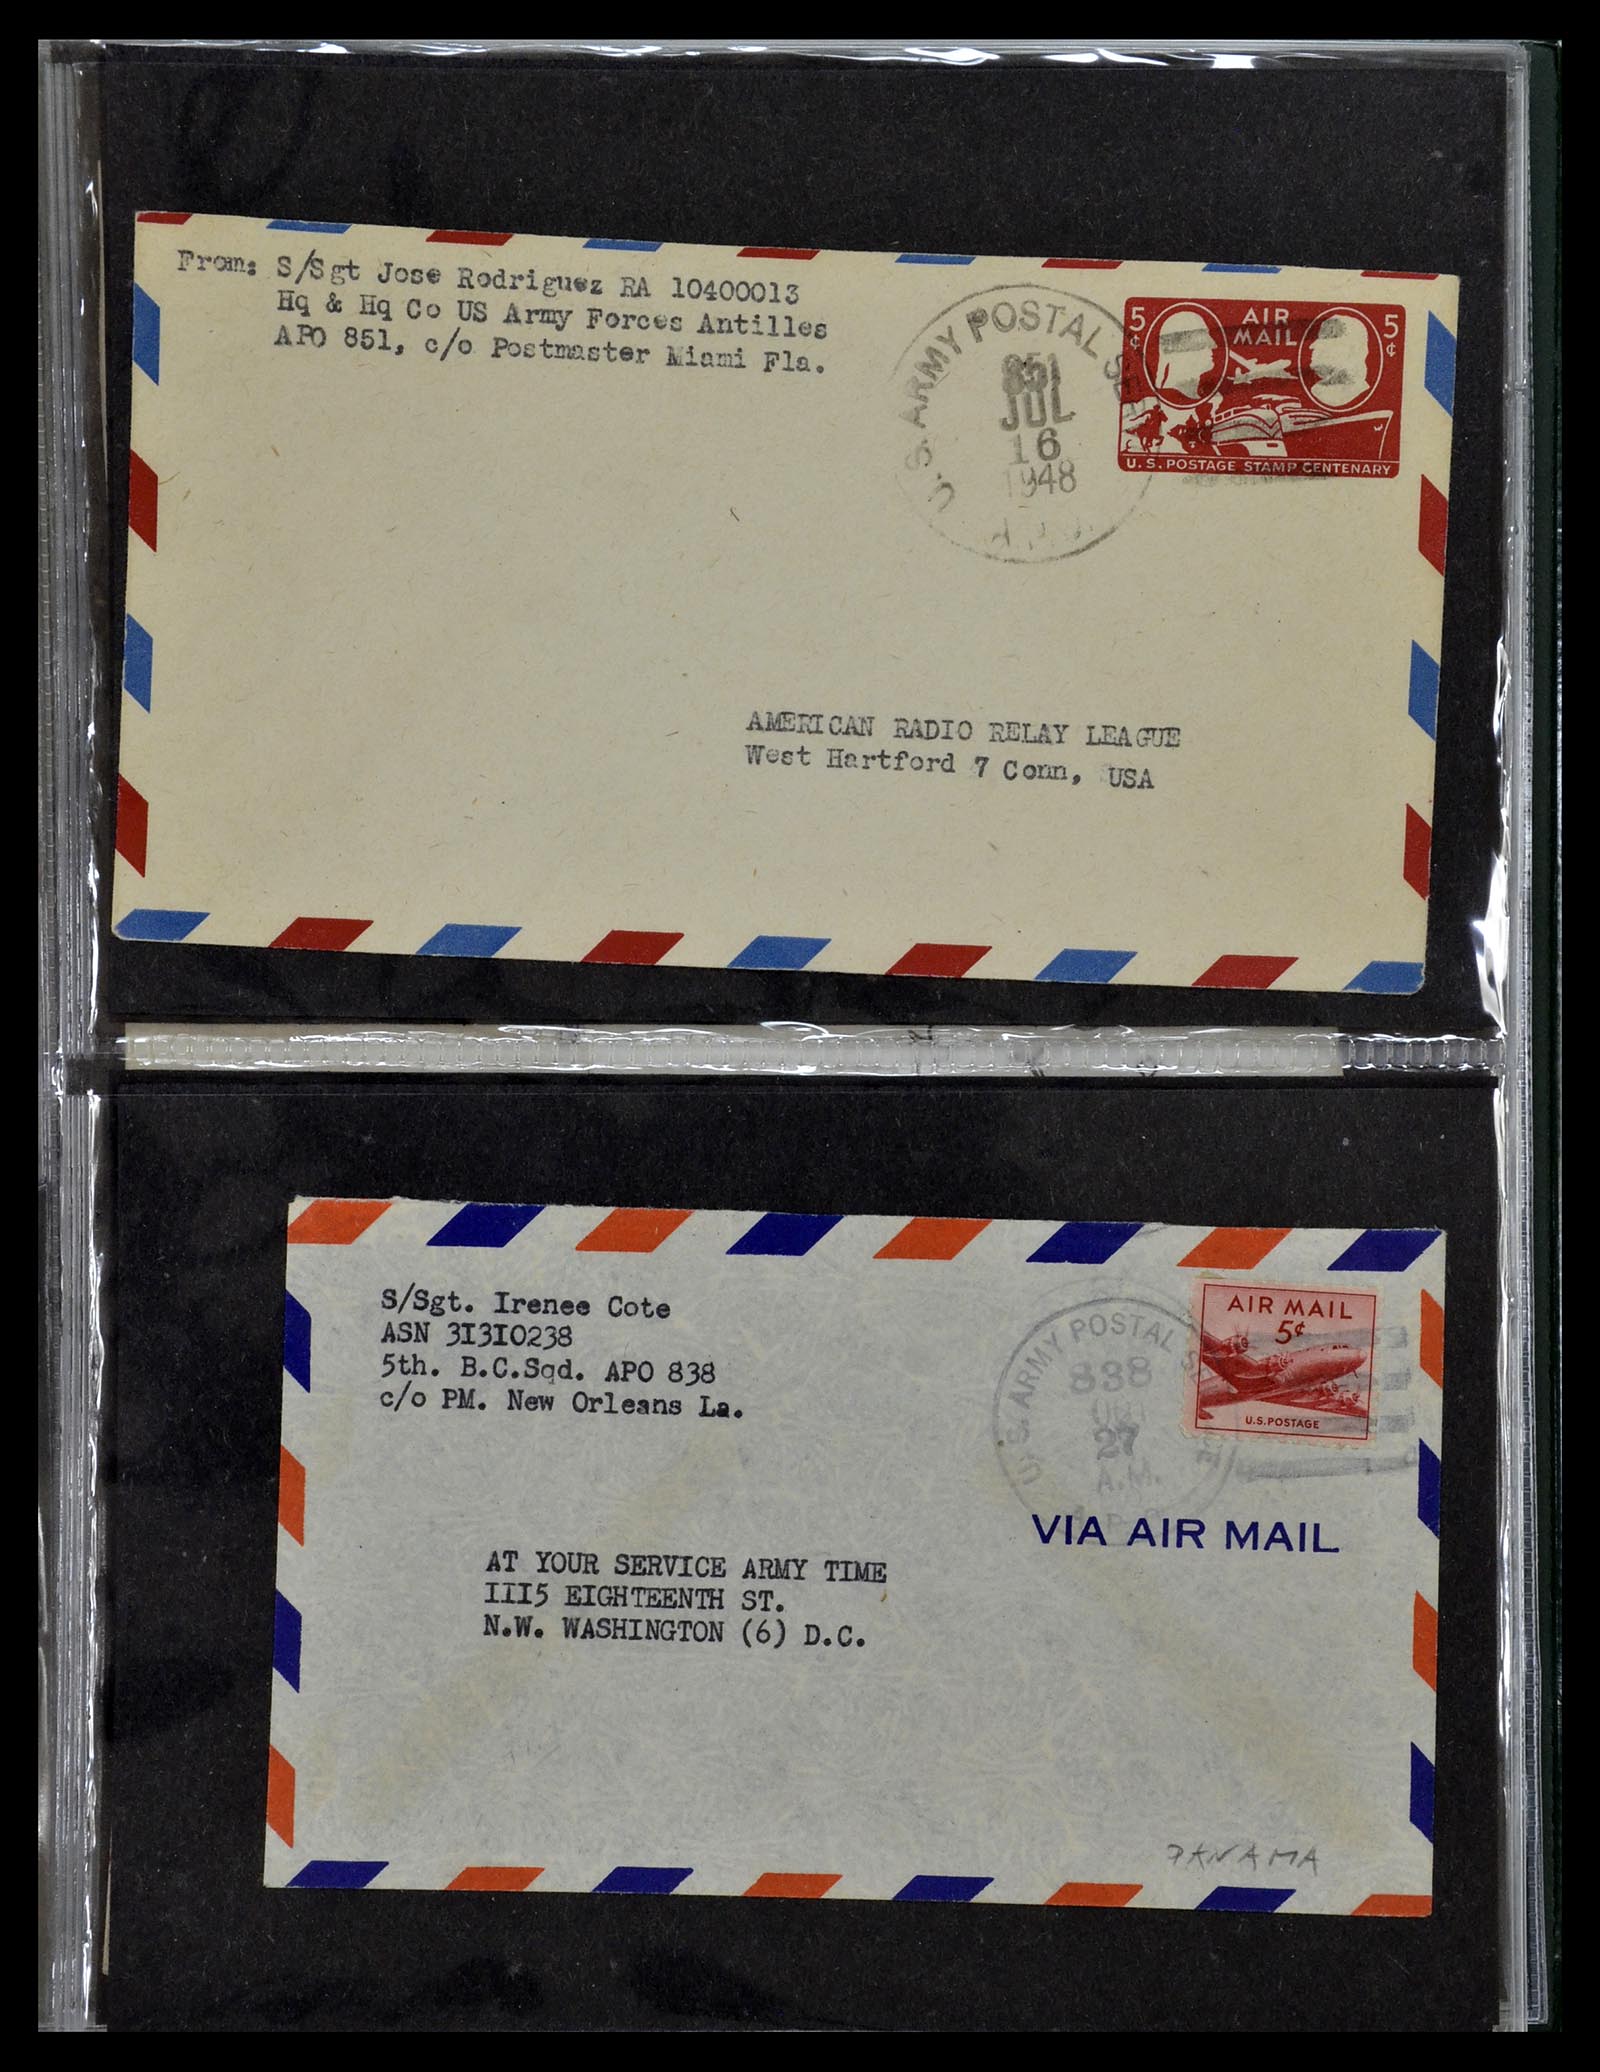 From: S/Sgt Jose Rodriguez RA 10400013
Hq & Hq Co US Army Forces Antilles
APO 851, c/o Postmaster Miami Fla.
U.S. ARMY POSTAL
851
JUL
16
1948
5¢ AIR MAIL 5¢
U.S. POSTAGE STAMP CENTENARY
AMERICAN RADIO RELAY LEAGUE
West Hartford 7 Conn, USA
S/Sgt. Irenee Cote
ASN 3I3IO238
5th. B.C.Sqd. APO 838
c/o PM. New Orleans La.
U.S. ARMY POSTAL
838
27
A.M.
AIR MAIL
5¢
U.S. POSTAGE
VIA AIR MAIL
AT YOUR SERVICE ARMY TIME
III5 EIGHTEENTH ST.
N.W. WASHINGTON (6) D.C.
PANAMA